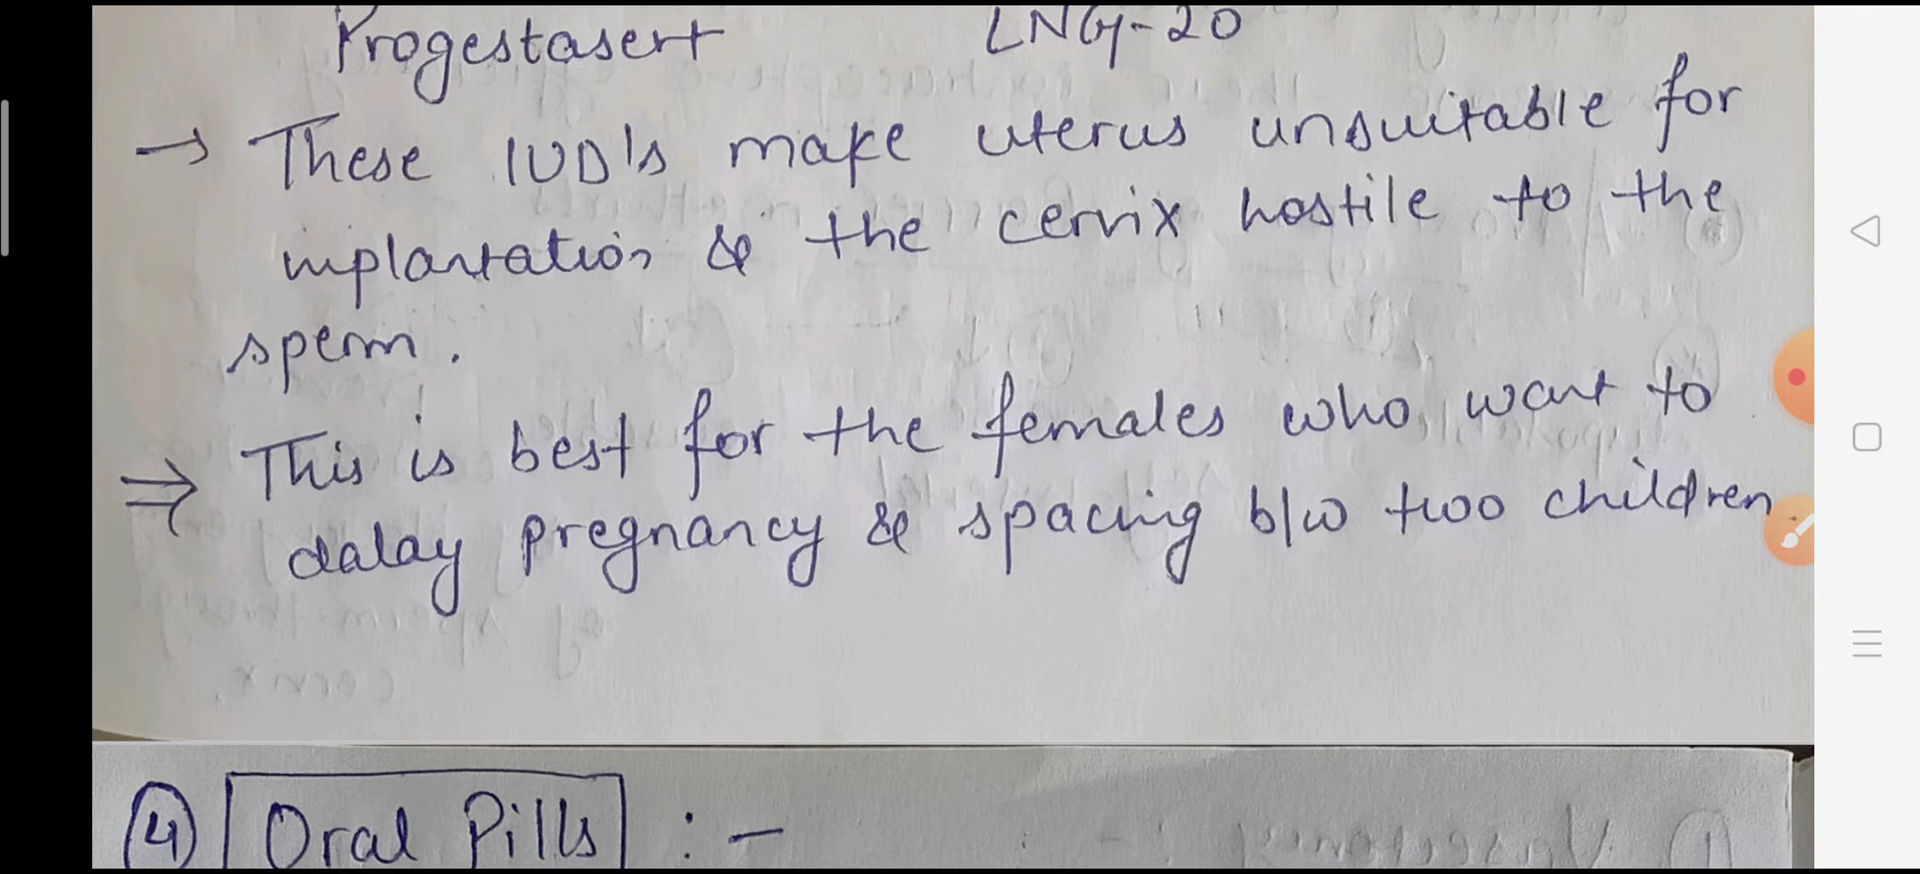 Progestasert LNG-20
→ These IUD's make uterus unsuitable for
implantation & the cervix hostile to the
sperm.
⇒ This is best for the females who want to
dalay pregnancy & spacing b/w two children.
④ Oral Pills : -